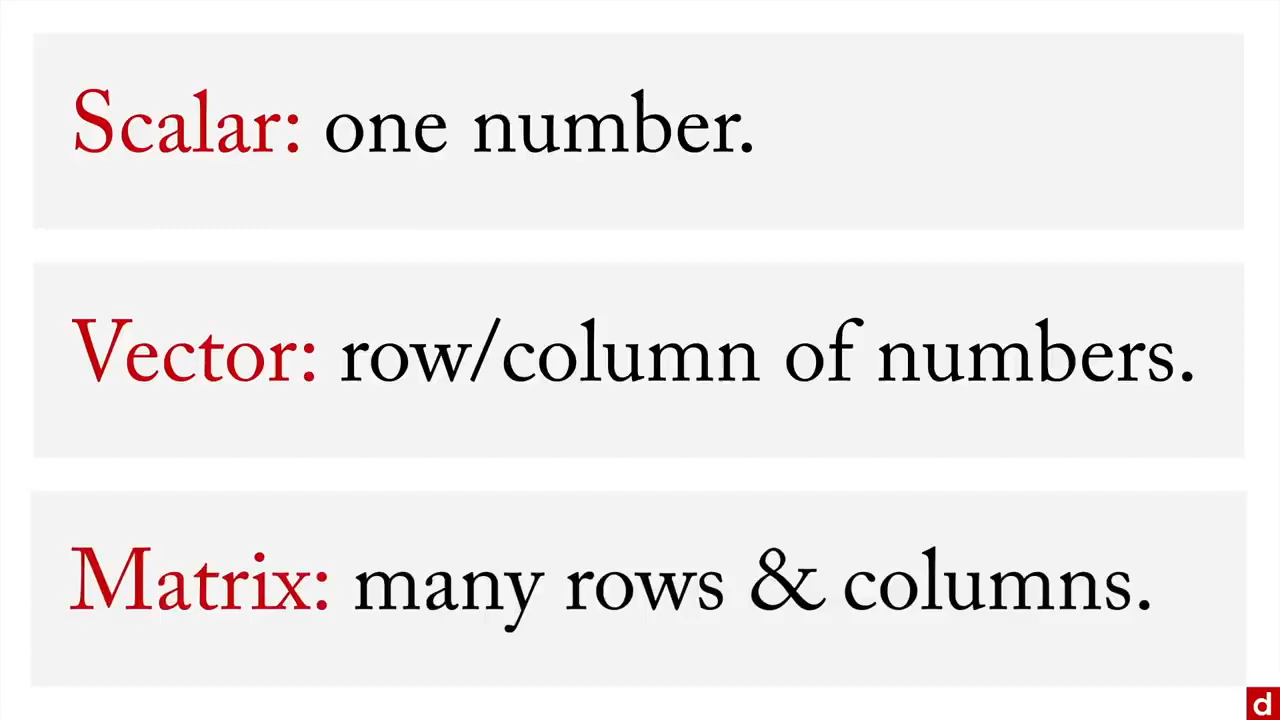 Scalar: one number.
Vector: row/column of numbers.
Matrix: many rows & columns.
d